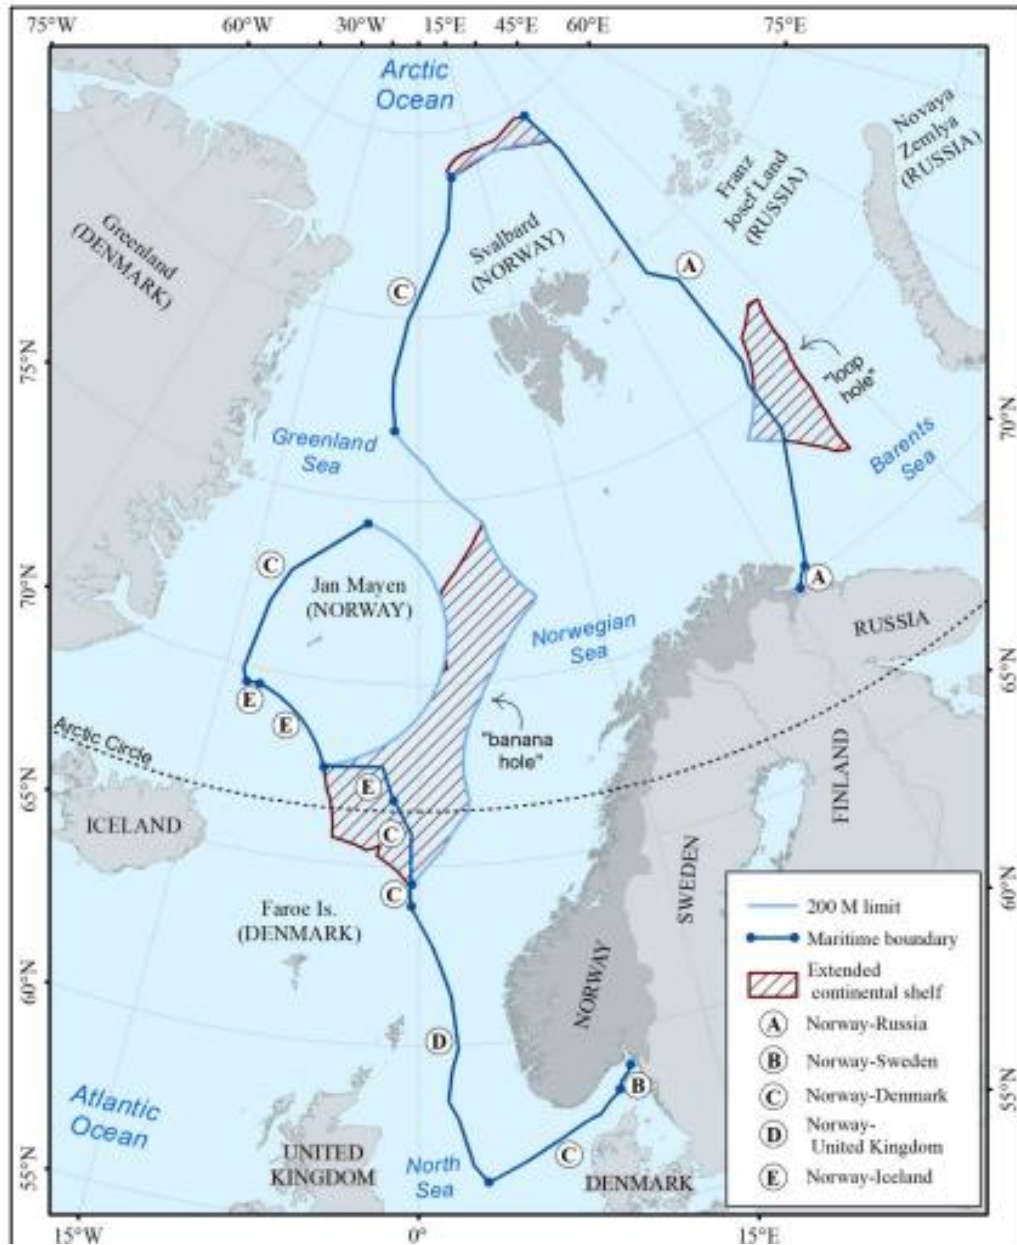 75°W
60°W
30°W
15°E
45°E
60°E
75°E
Arctic
Ocean
Novaya
Zemlya
(RUSSIA)
Franz
Josef Land
(RUSSIA)
Greenland
(DENMARK)
Svalbard
(NORWAY)
A
C
75°N
"loop
hole"
70°N
Greenland
Sea
Barents
Sea
C
Jan Mayen
(NORWAY)
A
70°N
RUSSIA
Norwegian
Sea
65°N
E
E
Arctic Circle
"banana
hole"
FINLAND
E
65°N
ICELAND
C
SWEDEN
60°N
C
Faroe Is.
(DENMARK)
NORWAY
60°N
D
B
55°N
Atlantic
Ocean
UNITED
KINGDOM
North
Sea
C
DENMARK
55°N
200 M limit
Maritime boundary
Extended
continental shelf
A Norway-Russia
B Norway-Sweden
C Norway-Denmark
D Norway-
United Kingdom
E Norway-Iceland
15°W
0°
15°E